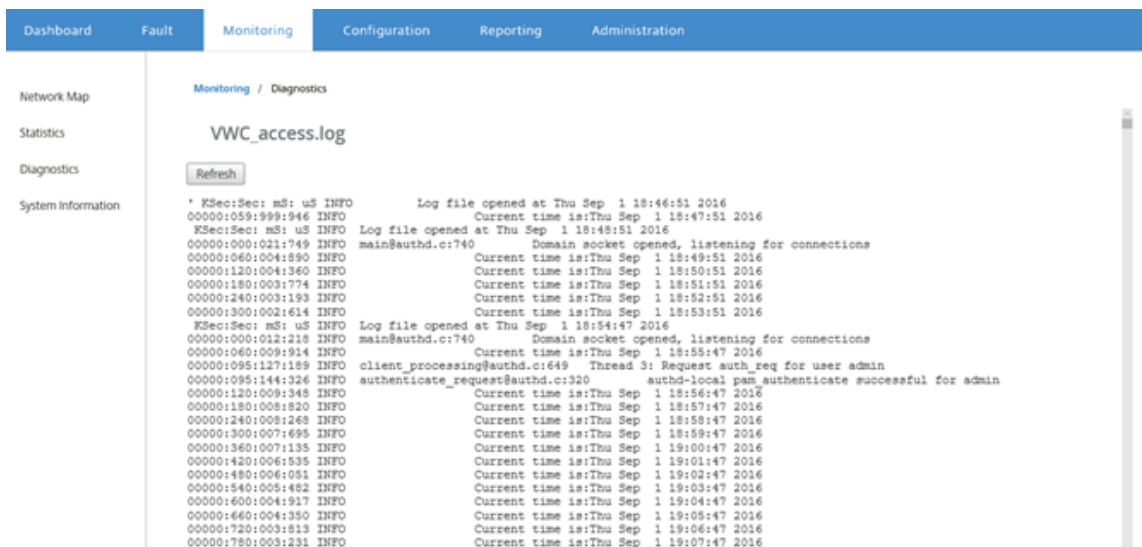 Dashboard Fault Monitoring Configuration Reporting Administration
Network Map
Statistics
Diagnostics
System Information
Monitoring / Diagnostics
VWC_access.log
Refresh
' KSec:Sec: mS: uS INFO Log file opened at Thu Sep 1 18:46:51 2016
00000:059:999:946 INFO Current time is:Thu Sep 1 18:47:51 2016
KSec:Sec: mS: uS INFO Log file opened at Thu Sep 1 18:48:51 2016
00000:000:021:749 INFO main@authd.c:740 Domain socket opened, listening for connections
00000:060:004:890 INFO Current time is:Thu Sep 1 18:49:51 2016
00000:120:004:360 INFO Current time is:Thu Sep 1 18:50:51 2016
00000:180:003:774 INFO Current time is:Thu Sep 1 18:51:51 2016
00000:240:003:193 INFO Current time is:Thu Sep 1 18:52:51 2016
00000:300:002:614 INFO Current time is:Thu Sep 1 18:53:51 2016
KSec:Sec: mS: uS INFO Log file opened at Thu Sep 1 18:54:47 2016
00000:000:012:218 INFO main@authd.c:740 Domain socket opened, listening for connections
00000:060:009:914 INFO Current time is:Thu Sep 1 18:55:47 2016
00000:095:127:189 INFO client_processing@authd.c:649 Thread 3: Request auth_req for user admin
00000:095:144:326 INFO authenticate_request@authd.c:320 authd-local pam_authenticate successful for admin
00000:120:009:348 INFO Current time is:Thu Sep 1 18:56:47 2016
00000:180:008:820 INFO Current time is:Thu Sep 1 18:57:47 2016
00000:240:008:268 INFO Current time is:Thu Sep 1 18:58:47 2016
00000:300:007:695 INFO Current time is:Thu Sep 1 18:59:47 2016
00000:360:007:135 INFO Current time is:Thu Sep 1 19:00:47 2016
00000:420:006:535 INFO Current time is:Thu Sep 1 19:01:47 2016
00000:480:006:051 INFO Current time is:Thu Sep 1 19:02:47 2016
00000:540:005:482 INFO Current time is:Thu Sep 1 19:03:47 2016
00000:600:004:917 INFO Current time is:Thu Sep 1 19:04:47 2016
00000:660:004:350 INFO Current time is:Thu Sep 1 19:05:47 2016
00000:720:003:813 INFO Current time is:Thu Sep 1 19:06:47 2016
00000:780:003:231 INFO Current time is:Thu Sep 1 19:07:47 2016